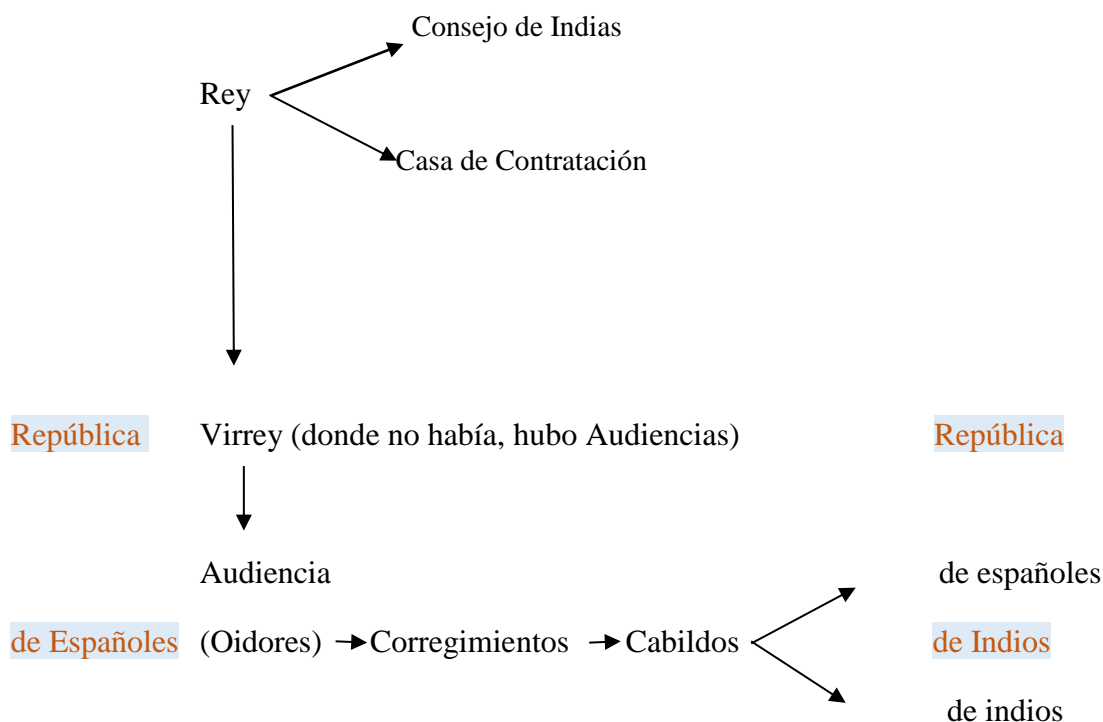 Consejo de Indias
Rey
Casa de Contratación
República Virrey (donde no había, hubo Audiencias) República
Audiencia de españoles
de Españoles (Oidores) Corregimientos Cabildos de Indios
de indios